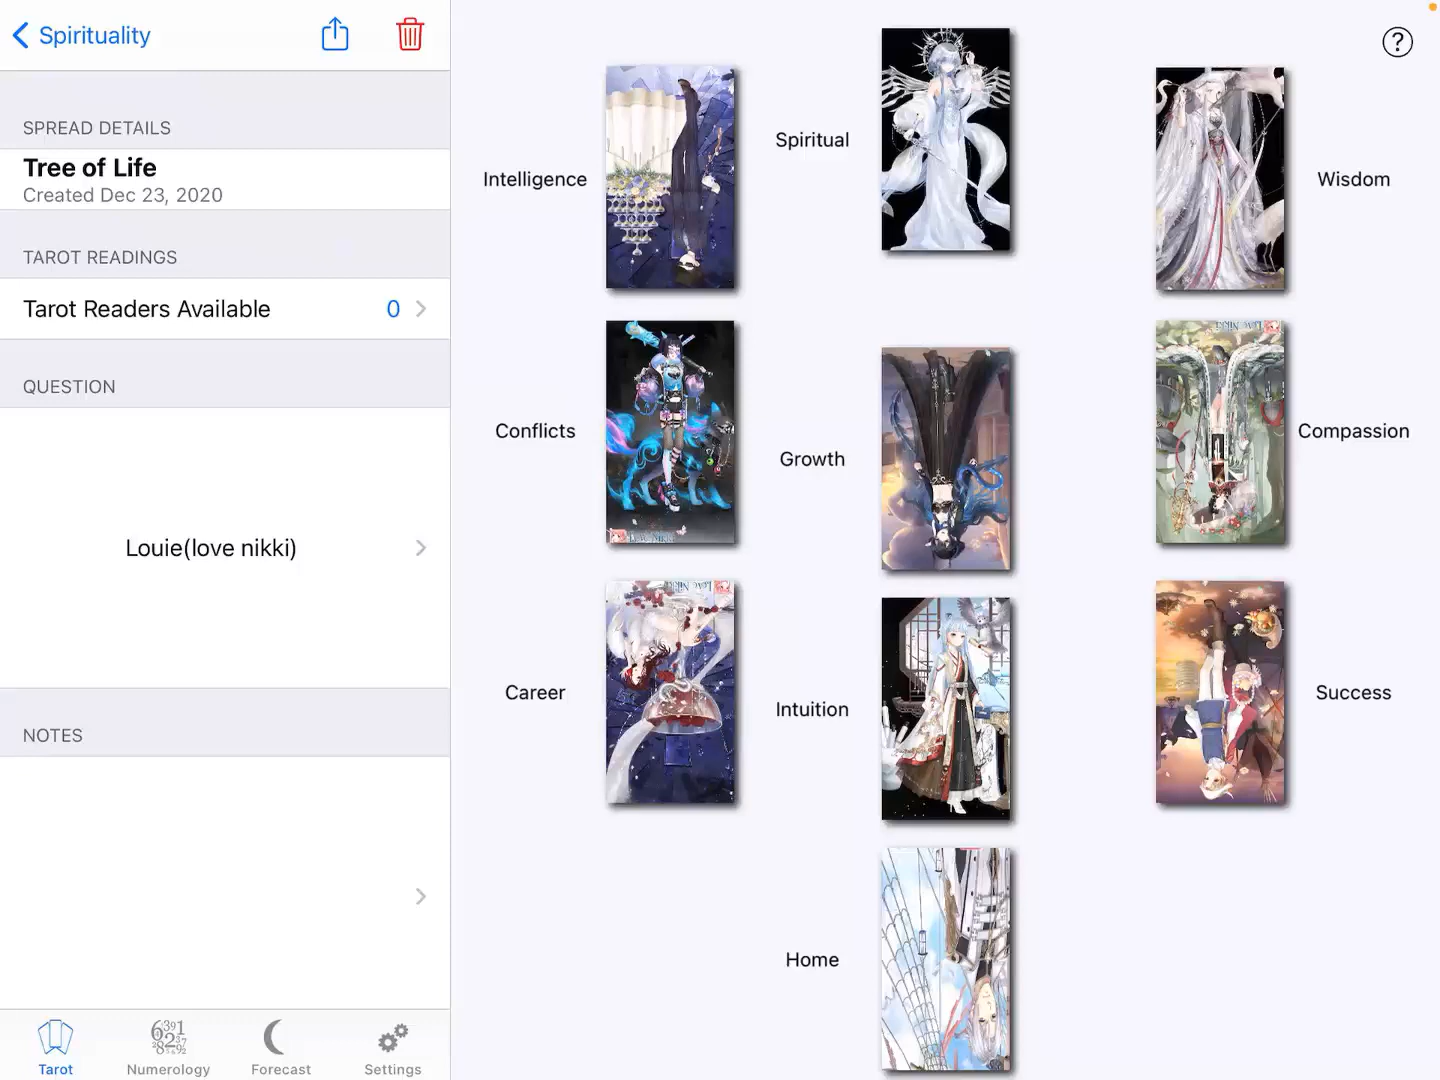 Spirituality
SPREAD DETAILS
Tree of Life
Created Dec 23, 2020
TAROT READINGS
Tarot Readers Available 0
QUESTION
Louie(love nikki)
NOTES
Tarot
Numerology
Forecast
Settings
?
Intelligence
Spiritual
Wisdom
Conflicts
Growth
Compassion
Career
Intuition
Success
Home